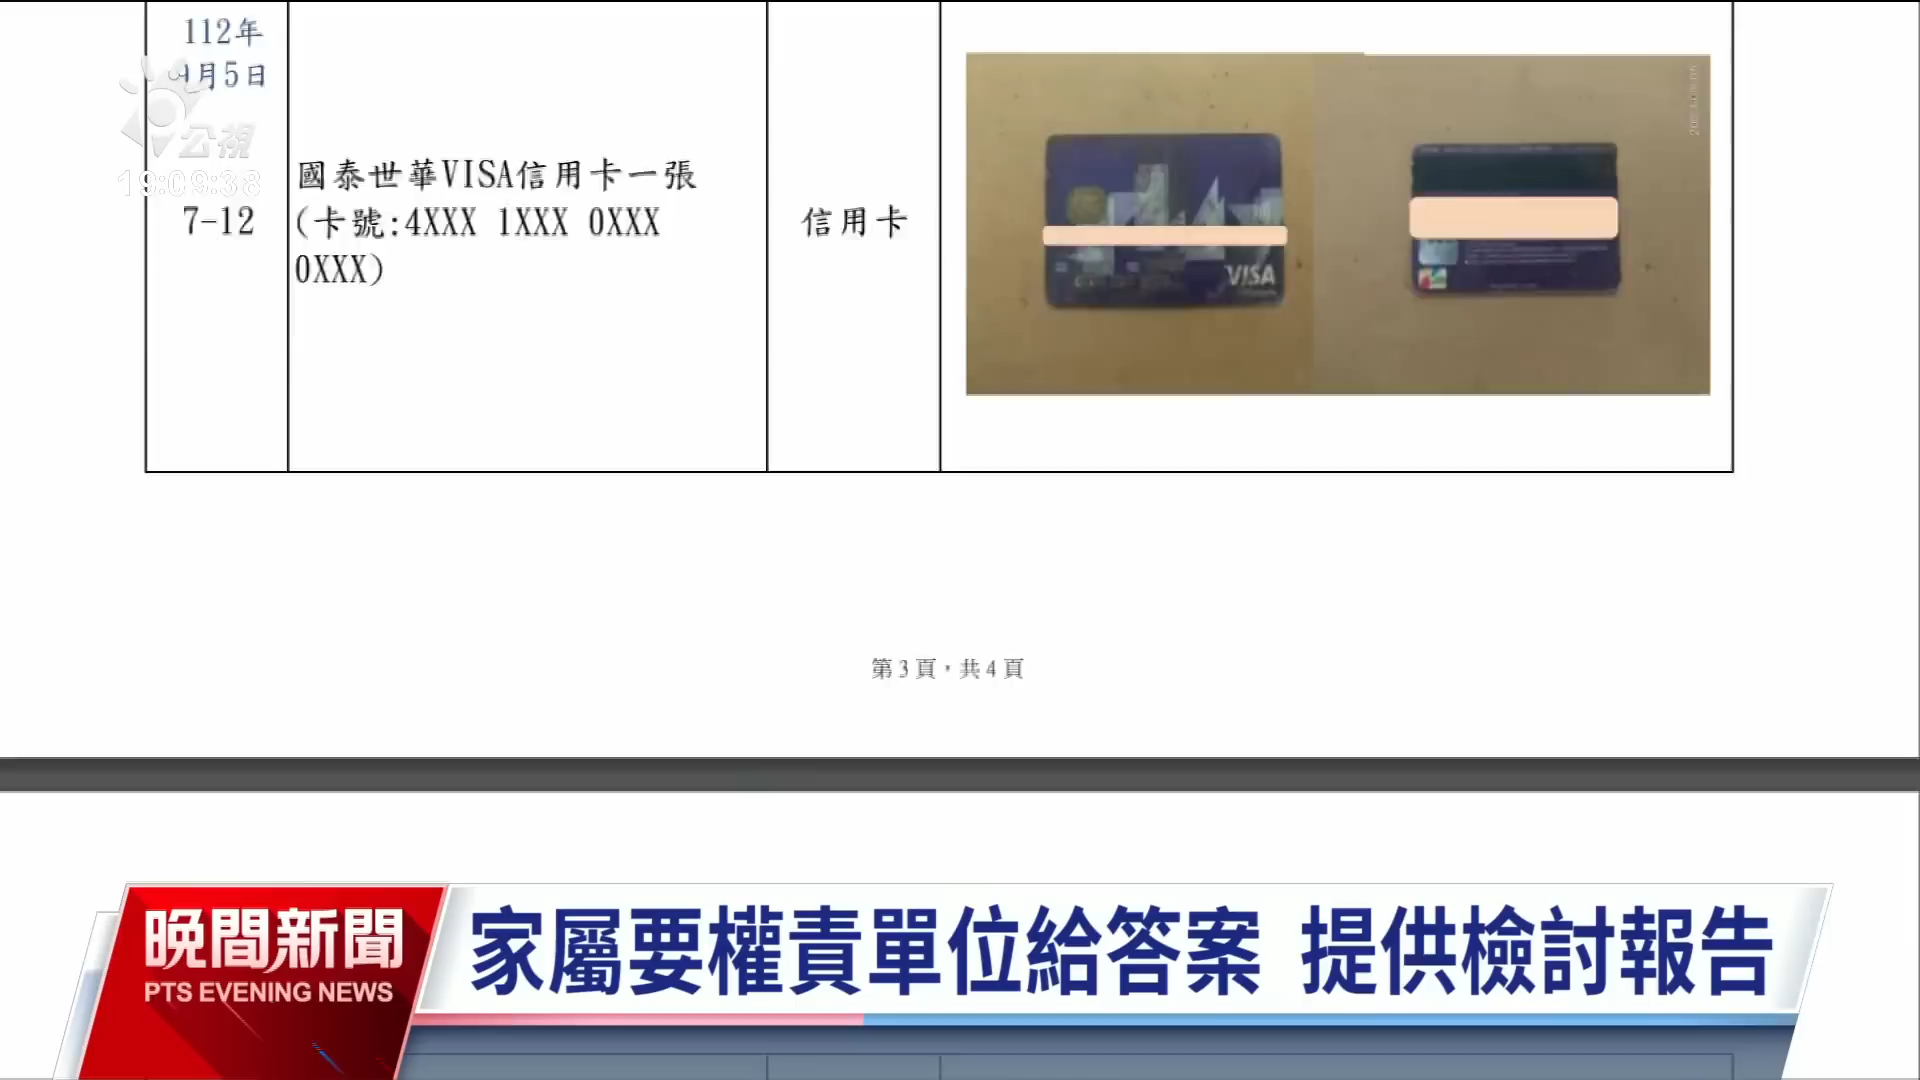 112年
9月5日
公視
19:09:38
7-12
國泰世華VISA信用卡一張
(卡號:4XXX 1XXX 0XXX
0XXX)
信用卡
VISA
第 3 頁，共 4 頁
晚間新聞
PTS EVENING NEWS
家屬要權責單位給答案 提供檢討報告